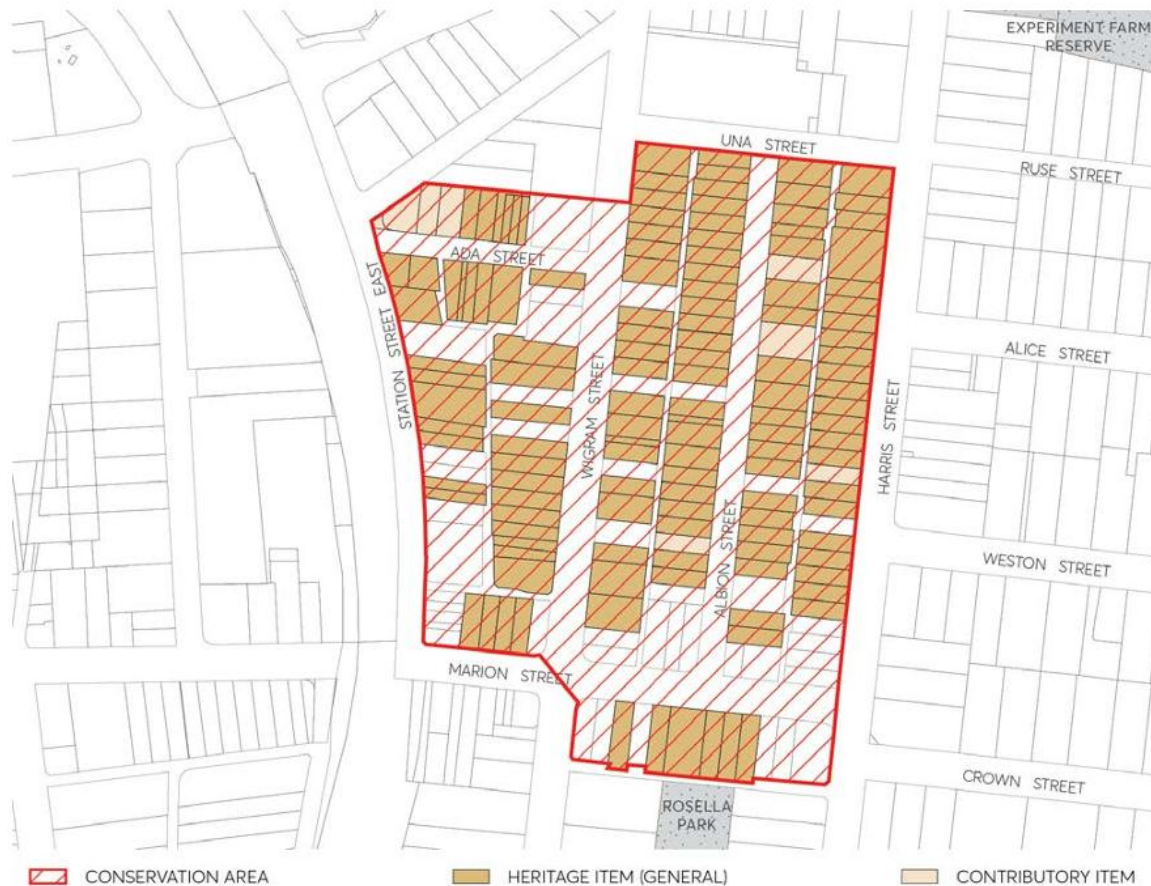 EXPERIMENT FARM
RESERVE
UNA STREET
RUSE STREET
ADA STREET
STATION STREET EAST
WIGRAM STREET
ALICE STREET
HARRIS STREET
ALBION STREET
WESTON STREET
MARION STREET
CROWN STREET
ROSELLA
PARK
CONSERVATION AREA
HERITAGE ITEM (GENERAL)
CONTRIBUTORY ITEM